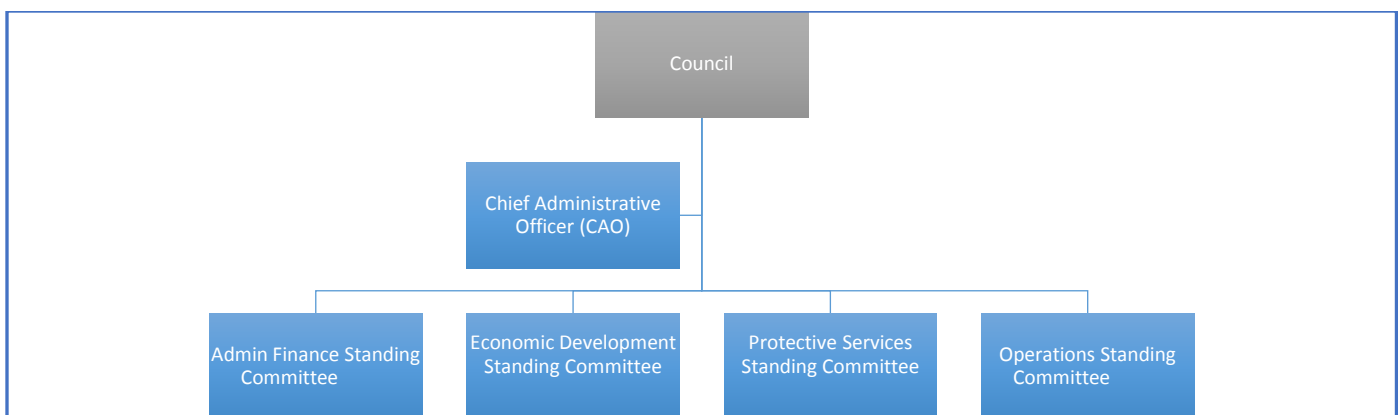 Council
Chief Administrative
Officer (CAO)
Admin Finance Standing
Committee
Economic Development
Standing Committee
Protective Services
Standing Committee
Operations Standing
Committee